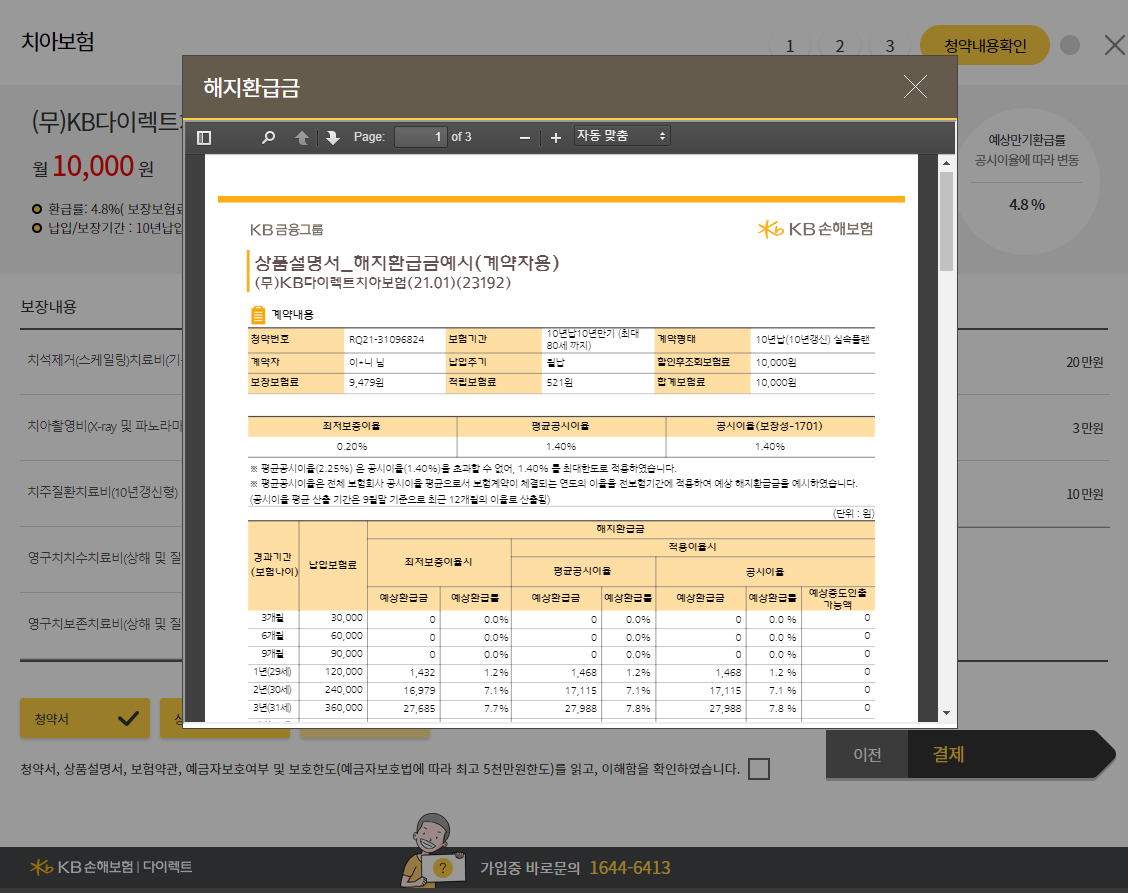 치아보험
1 2 3 청약내용확인
해지환급금
(무)KB다이렉트
월 10,000 원
환급률: 4.8%( 보장보험료
납입/보장기간 : 10년납입
예상만기환급률
공시이율에 따라 변동
4.8 %
Page: 1 of 3 자동 맞춤
KB금융그룹
KB손해보험
상품설명서_해지환급금예시(계약자용)
(무)KB다이렉트치아보험(21.01)(23192)
계약내용
청약번호 RQ21-31096824 보험기간 10년납10년만기 (최대 80세 까지) 계약형태 10년납(10년갱신) 실속플랜
계약자 이*니 님 납입주기 월납 할인후초회보험료 10,000원
보장보험료 9,479원 적립보험료 521원 합계보험료 10,000원
최저보증이율 평균공시이율 공시이율(보장성-1701)
0.20% 1.40% 1.40%
※ 평균공시이율(2.25%) 은 공시이율(1.40%)을 초과할 수 없어, 1.40% 를 최대한도로 적용하였습니다.
※ 평균공시이율은 전체 보험회사 공시이율 평균으로서 보험계약이 체결되는 연도의 이율을 전보험기간에 적용하여 예상 해지환급금을 예시하였습니다.
(공시이율 평균 산출 기간은 9월말 기준으로 최근 12개월의 이율로 산출됨)
(단위 : 원)
경과기간 (보험나이) 납입보험료 해지환급금
최저보증이율시 적용이율시
평균공시이율 공시이율
예상환급금 예상환급률 예상환급금 예상환급률 예상환급금 예상환급률 예상중도인출 가능액
3개월 30,000 0 0.0% 0 0.0% 0 0.0 % 0
6개월 60,000 0 0.0% 0 0.0% 0 0.0 % 0
9개월 90,000 0 0.0% 0 0.0% 0 0.0 % 0
1년(29세) 120,000 1,432 1.2% 1,468 1.2% 1,468 1.2 % 0
2년(30세) 240,000 16,979 7.1% 17,115 7.1% 17,115 7.1 % 0
3년(31세) 360,000 27,685 7.7% 27,988 7.8% 27,988 7.8 % 0
보장내용
치석제거(스케일링)치료비(기 20 만원
치아촬영비(X-ray 및 파노라마 3 만원
치주질환치료비(10년갱신형) 10 만원
영구치치수치료비(상해 및 질
영구치보존치료비(상해 및 질
청약서
청약서, 상품설명서, 보험약관, 예금자보호여부 및 보호한도(예금자보호법에 따라 최고 5천만원한도)를 읽고, 이해함을 확인하였습니다.
이전 결제
KB손해보험 | 다이렉트
?
가입중 바로문의 1644-6413